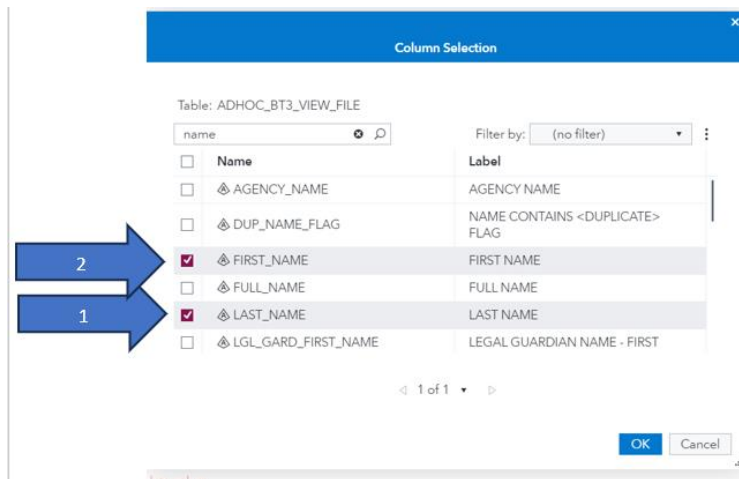 ×
Column Selection
Table: ADHOC_BT3_VIEW_FILE
name
Filter by: (no filter)
Name Label
AGENCY_NAME AGENCY NAME
DUP_NAME_FLAG NAME CONTAINS <DUPLICATE>
FLAG
2 FIRST_NAME FIRST NAME
FULL_NAME FULL NAME
1 LAST_NAME LAST NAME
LGL_GARD_FIRST_NAME LEGAL GUARDIAN NAME - FIRST
1 of 1
OK Cancel